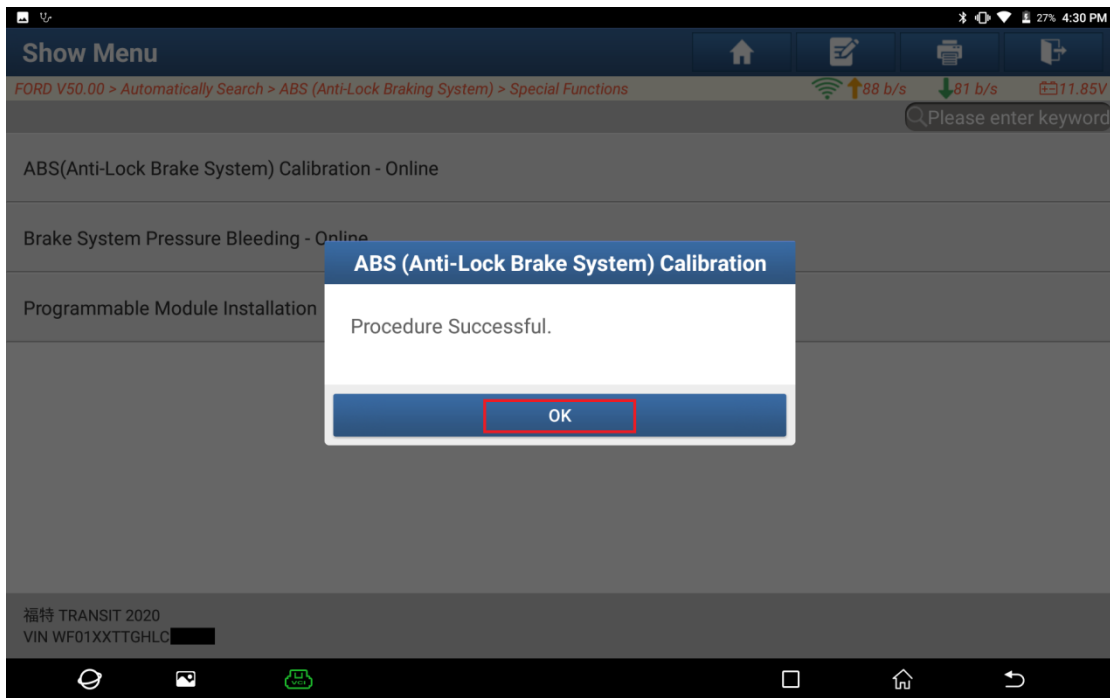 27% 4:30 PM
Show Menu
FORD V50.00 > Automatically Search > ABS (Anti-Lock Braking System) > Special Functions
88 b/s
81 b/s
11.85V
Please enter keyword
ABS(Anti-Lock Brake System) Calibration - Online
Brake System Pressure Bleeding - Online
Programmable Module Installation
ABS (Anti-Lock Brake System) Calibration
Procedure Successful.
OK
福特 TRANSIT 2020
VIN WF01XXTTGHLC
VCI